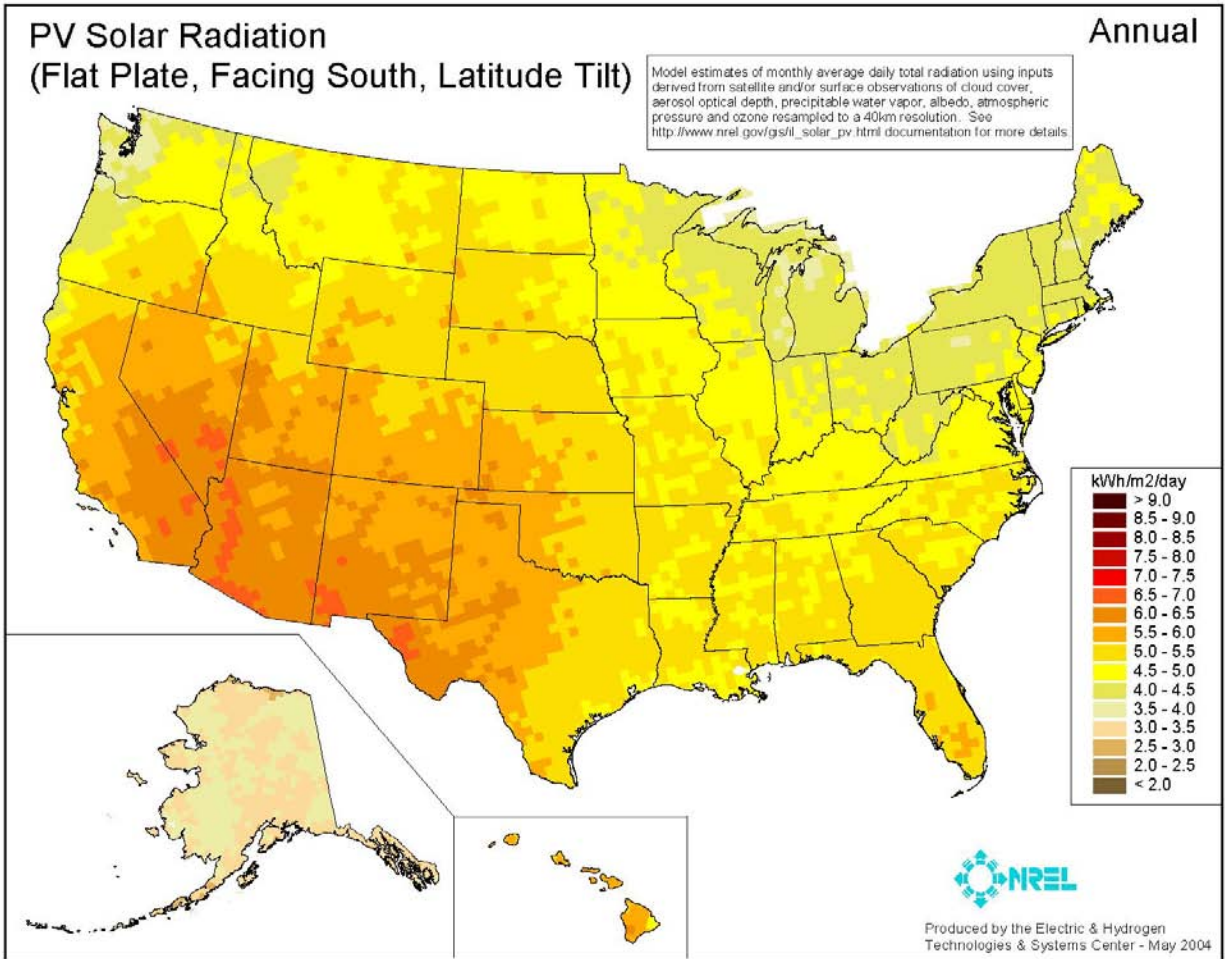 PV Solar Radiation
(Flat Plate, Facing South, Latitude Tilt)
Annual
Model estimates of monthly average daily total radiation using inputs
derived from satellite and/or surface observations of cloud cover,
aerosol optical depth, precipitable water vapor, albedo, atmospheric
pressure and ozone resampled to a 40km resolution. See
http://www.nrel.gov/gis/il_solar_pv.html documentation for more details.
kWh/m2/day
> 9.0
8.5 - 9.0
8.0 - 8.5
7.5 - 8.0
7.0 - 7.5
6.5 - 7.0
6.0 - 6.5
5.5 - 6.0
5.0 - 5.5
4.5 - 5.0
4.0 - 4.5
3.5 - 4.0
3.0 - 3.5
2.5 - 3.0
2.0 - 2.5
< 2.0
NREL
Produced by the Electric & Hydrogen
Technologies & Systems Center - May 2004